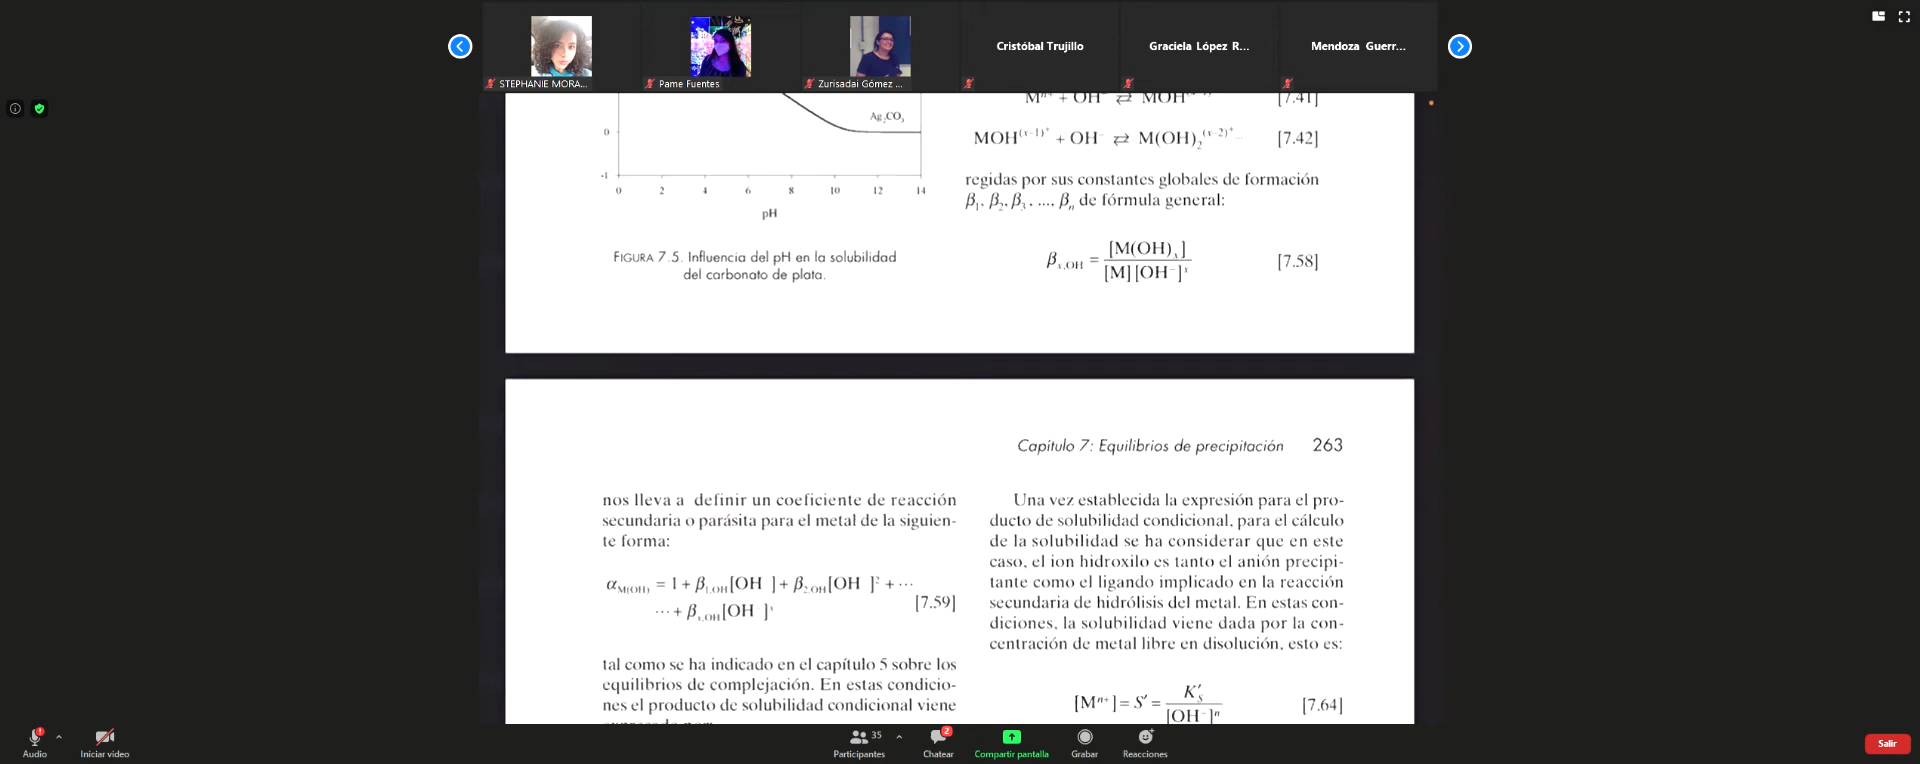 STEPHANIE MORA...
Pame Fuentes
Zurisadai Gómez ...
Cristóbal Trujillo
Graciela López R...
Mendoza Guerr...
Ag₂CO₃
0
-1
0 2 4 6 8 10 12 14
pH
FIGURA 7.5. Influencia del pH en la solubilidad
del carbonato de plata.
[7.41]
MOH⁽ˣ⁻¹⁾⁺ + OH⁻ ⇄ M(OH)₂⁽ˣ⁻²⁾⁺... [7.42]
regidas por sus constantes globales de formación
β₁, β₂, β₃, ..., βₙ de fórmula general:
βₓ,OH = [M(OH)ₓ] / [M][OH⁻]ˣ [7.58]
Capítulo 7: Equilibrios de precipitación 263
nos lleva a definir un coeficiente de reacción
secundaria o parásita para el metal de la siguien-
te forma:
α M(OH) = 1 + β₁,OH[OH⁻] + β₂,OH[OH⁻]² + ···
··· + βₓ,OH[OH⁻]ˣ [7.59]
tal como se ha indicado en el capítulo 5 sobre los
equilibrios de complejación. En estas condicio-
nes el producto de solubilidad condicional viene
Una vez establecida la expresión para el pro-
ducto de solubilidad condicional, para el cálculo
de la solubilidad se ha considerar que en este
caso, el ion hidroxilo es tanto el anión precipi-
tante como el ligando implicado en la reacción
secundaria de hidrólisis del metal. En estas con-
diciones, la solubilidad viene dada por la con-
centración de metal libre en disolución, esto es:
[Mⁿ⁺] = S′ = K′ₛ / [OH⁻]ⁿ [7.64]
Audio
Iniciar video
Participantes 35
Chatear 2
Compartir pantalla
Grabar
Reacciones
Salir